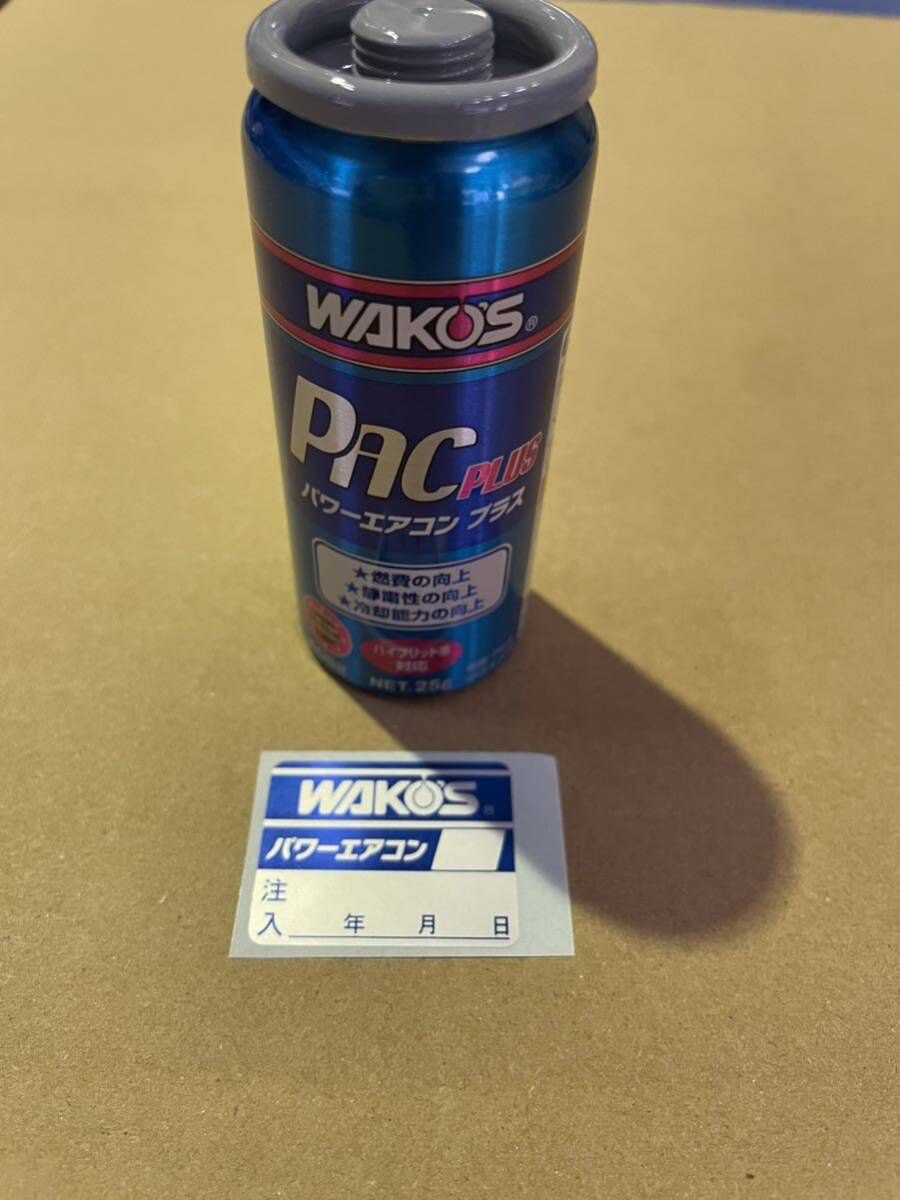 WAKO'S®
PAC PLUS
パワーエアコン プラス
★燃費の向上
★静粛性の向上
★冷却能力の向上
ハイブリッド車
対応
NET. 25g
WAKO'S®
パワーエアコン
注
入 年 月 日